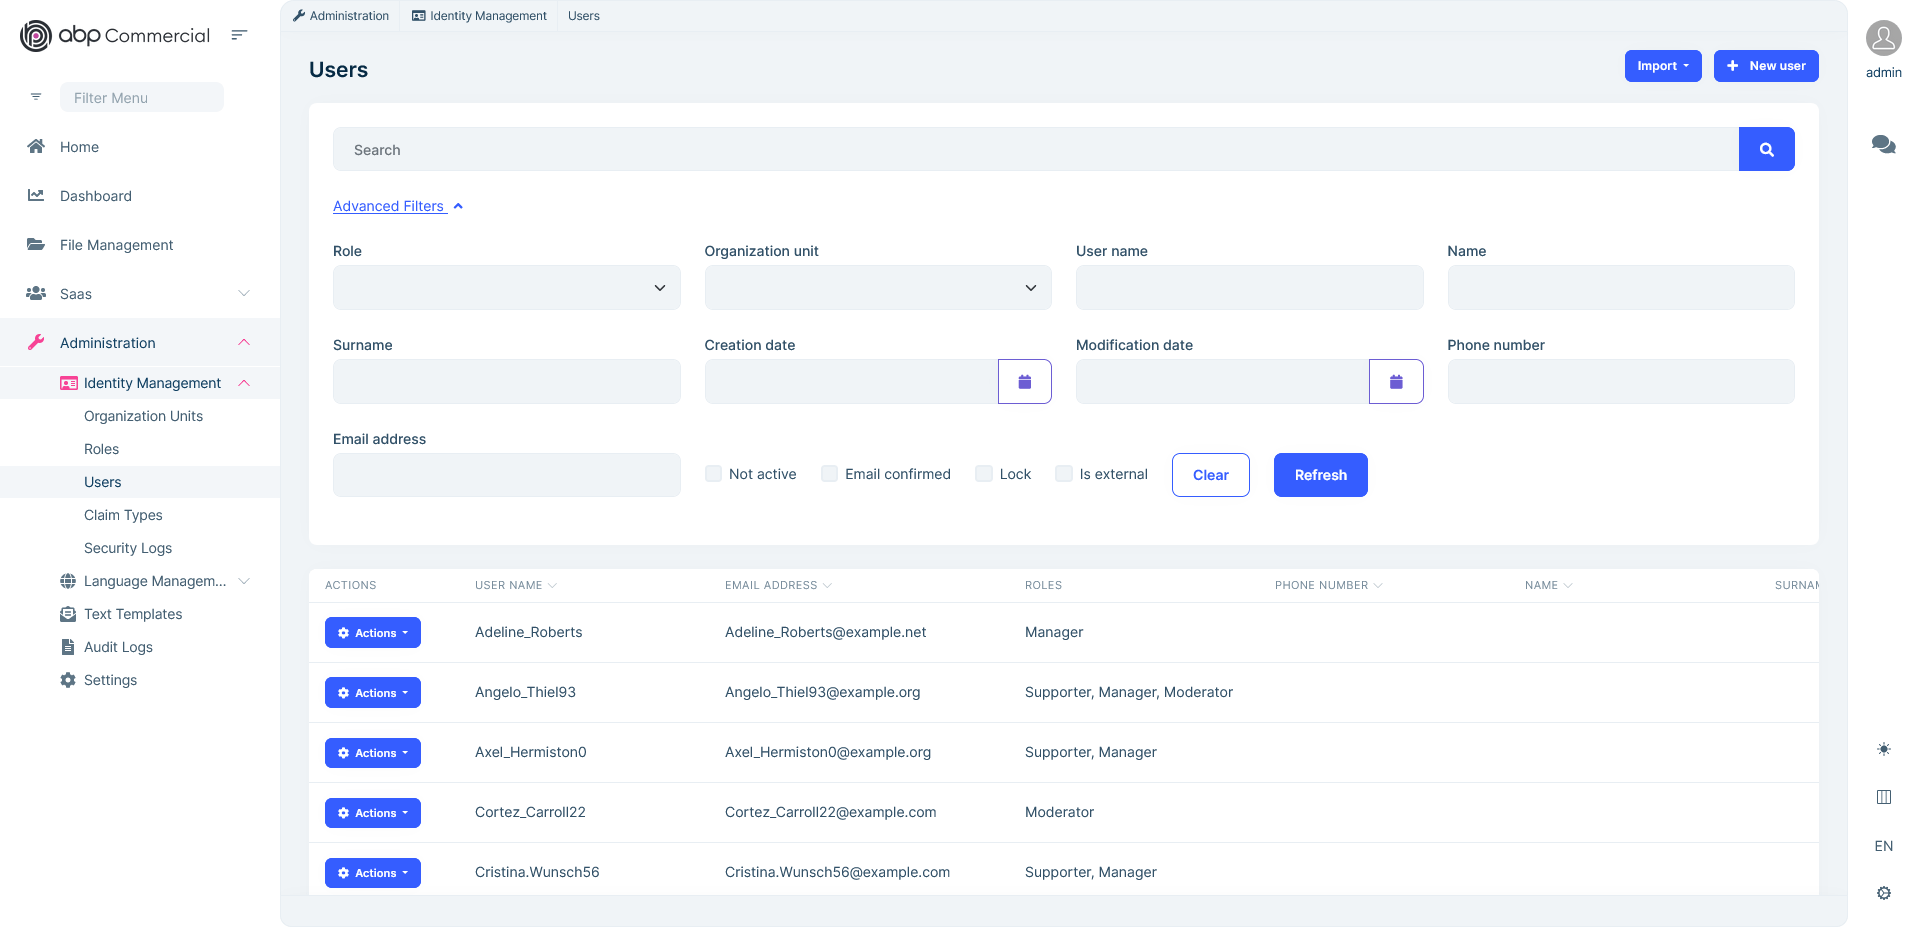 abp Commercial
Filter Menu
Home
Dashboard
File Management
Saas
Administration
Identity Management
Organization Units
Roles
Users
Claim Types
Security Logs
Language Managem...
Text Templates
Audit Logs
Settings
Administration
Identity Management
Users
Users
Import
New user
Search
Advanced Filters
Role
Organization unit
User name
Name
Surname
Creation date
Modification date
Phone number
Email address
Not active
Email confirmed
Lock
Is external
Clear
Refresh
ACTIONS USER NAME EMAIL ADDRESS ROLES PHONE NUMBER NAME SURNAM
Actions Adeline_Roberts Adeline_Roberts@example.net Manager
Actions Angelo_Thiel93 Angelo_Thiel93@example.org Supporter, Manager, Moderator
Actions Axel_Hermiston0 Axel_Hermiston0@example.org Supporter, Manager
Actions Cortez_Carroll22 Cortez_Carroll22@example.com Moderator
Actions Cristina.Wunsch56 Cristina.Wunsch56@example.com Supporter, Manager
admin
EN